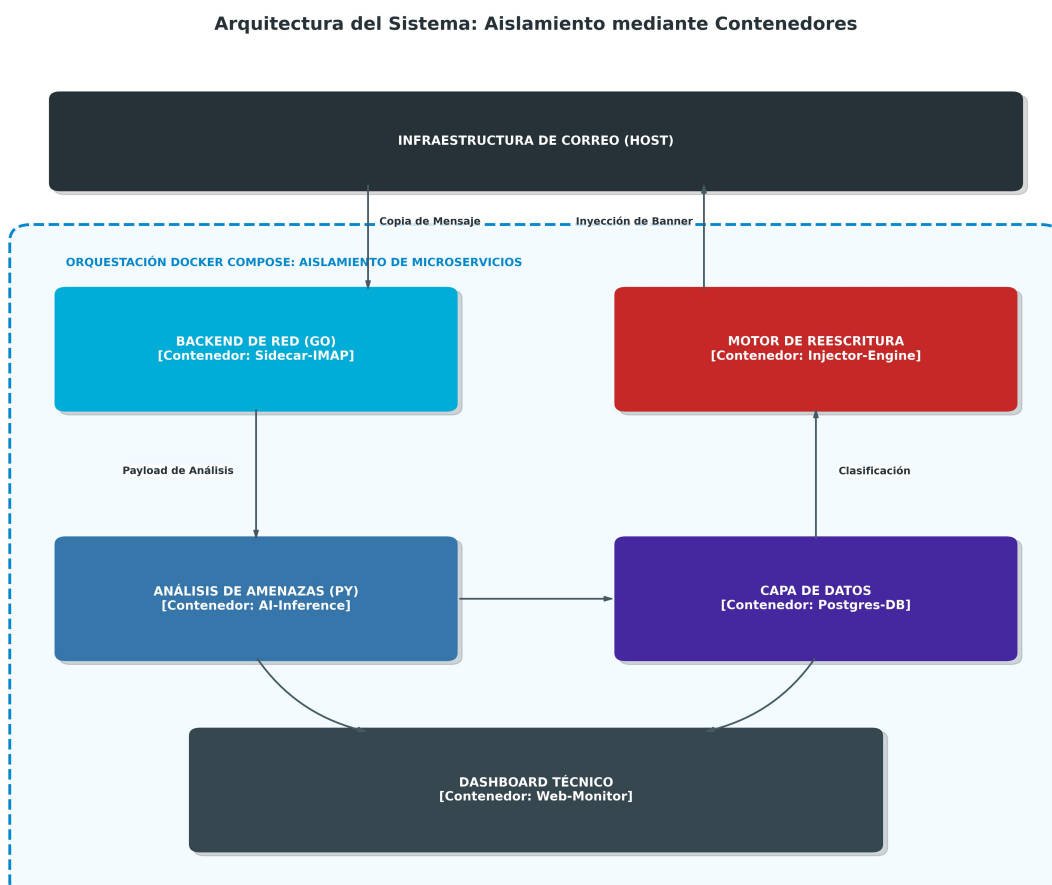 Arquitectura del Sistema: Aislamiento mediante Contenedores
INFRAESTRUCTURA DE CORREO (HOST)
Copia de Mensaje
Inyección de Banner
ORQUESTACIÓN DOCKER COMPOSE: AISLAMIENTO DE MICROSERVICIOS
BACKEND DE RED (GO)
[Contenedor: Sidecar-IMAP]
MOTOR DE REESCRITURA
[Contenedor: Injector-Engine]
Payload de Análisis
Clasificación
ANÁLISIS DE AMENAZAS (PY)
[Contenedor: AI-Inference]
CAPA DE DATOS
[Contenedor: Postgres-DB]
DASHBOARD TÉCNICO
[Contenedor: Web-Monitor]